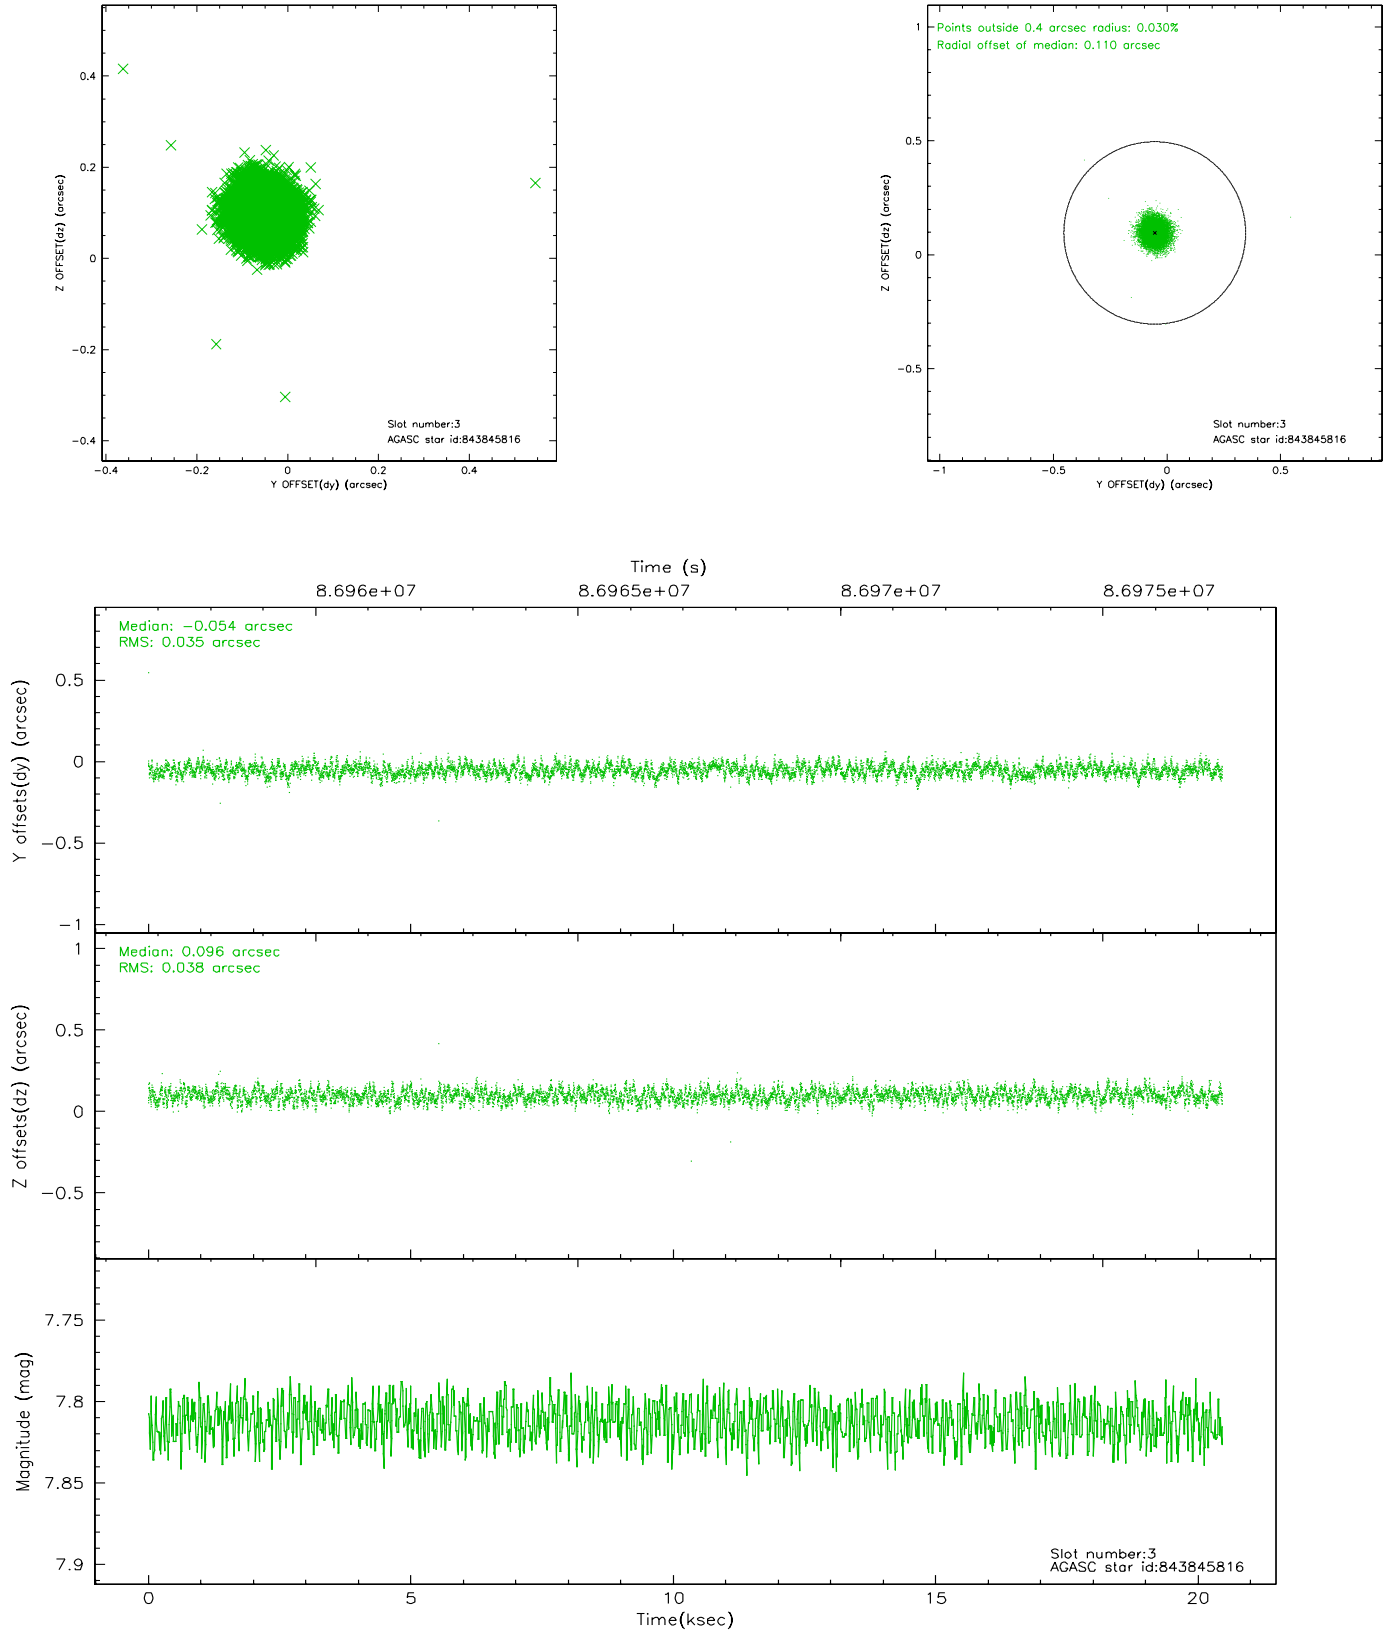 0.4
0.2
0
−0.2
−0.4
Z OFFSET(dz) (arcsec)
Slot number:3
AGASC star id:843845816
−0.4 −0.2 0 0.2 0.4
Y OFFSET(dy) (arcsec)
Points outside 0.4 arcsec radius: 0.030%
Radial offset of median: 0.110 arcsec
1
0.5
0
−0.5
Z OFFSET(dz) (arcsec)
Slot number:3
AGASC star id:843845816
−1 −0.5 0 0.5
Y OFFSET(dy) (arcsec)
Time (s)
8.696e+07 8.6965e+07 8.697e+07 8.6975e+07
Median: −0.054 arcsec
RMS: 0.035 arcsec
0.5
0
−0.5
−1
Y offsets(dy) (arcsec)
Median: 0.096 arcsec
RMS: 0.038 arcsec
1
0.5
0
−0.5
Z offsets(dz) (arcsec)
7.75
7.8
7.85
7.9
Magnitude (mag)
Slot number:3
AGASC star id:843845816
0 5 10 15 20
Time(ksec)